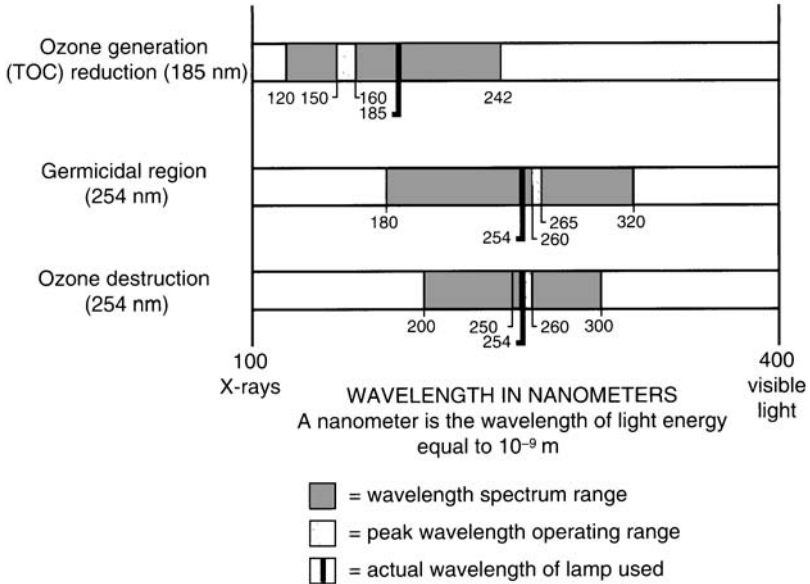 Ozone generation
(TOC) reduction (185 nm)
120 150 160 242
185
Germicidal region
(254 nm)
180 265 320
254 260
Ozone destruction
(254 nm)
200 250 260 300
254
100
X-rays
400
visible
light
WAVELENGTH IN NANOMETERS
A nanometer is the wavelength of light energy
equal to 10⁻⁹ m
= wavelength spectrum range
= peak wavelength operating range
= actual wavelength of lamp used